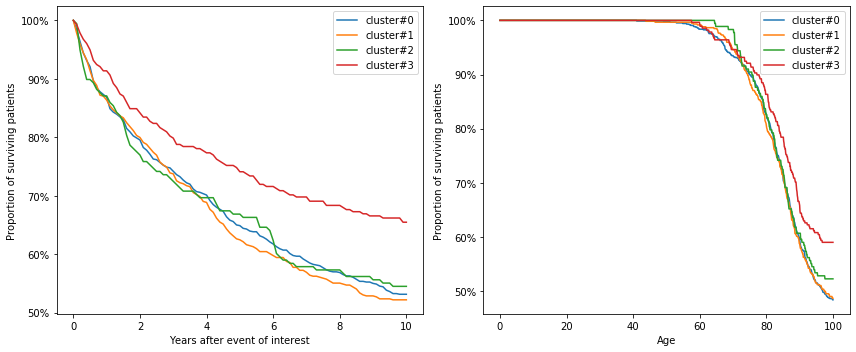 100%
90%
80%
70%
60%
50%
Proportion of surviving patients
0
2
4
6
8
10
Years after event of interest
cluster#0
cluster#1
cluster#2
cluster#3
100%
90%
80%
70%
60%
50%
Proportion of surviving patients
0
20
40
60
80
100
Age
cluster#0
cluster#1
cluster#2
cluster#3